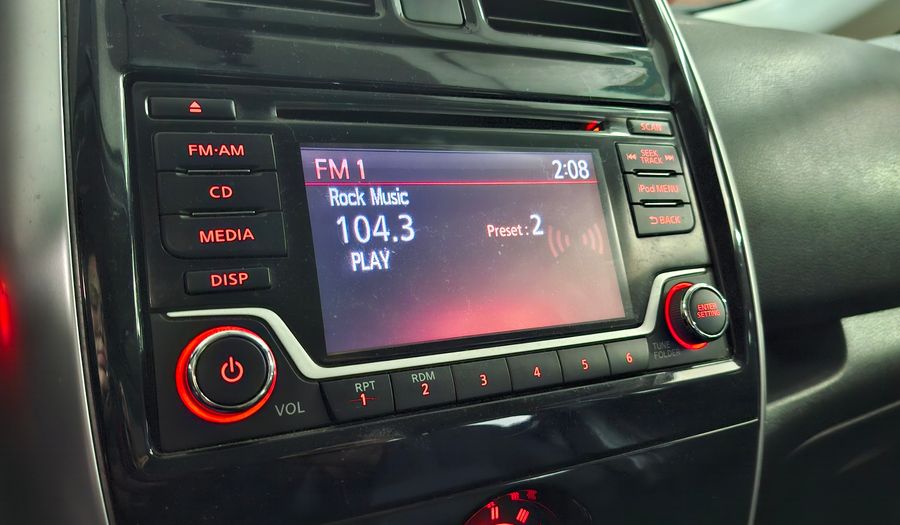 FM·AM
CD
MEDIA
DISP
VOL
FM 1 2:08
Rock Music
104.3 Preset : 2
PLAY
SCAN
SEEK
TRACK
iPod MENU
BACK
ENTER
SETTING
TUNE
FOLDER
RPT
1
RDM
2
3
4
5
6